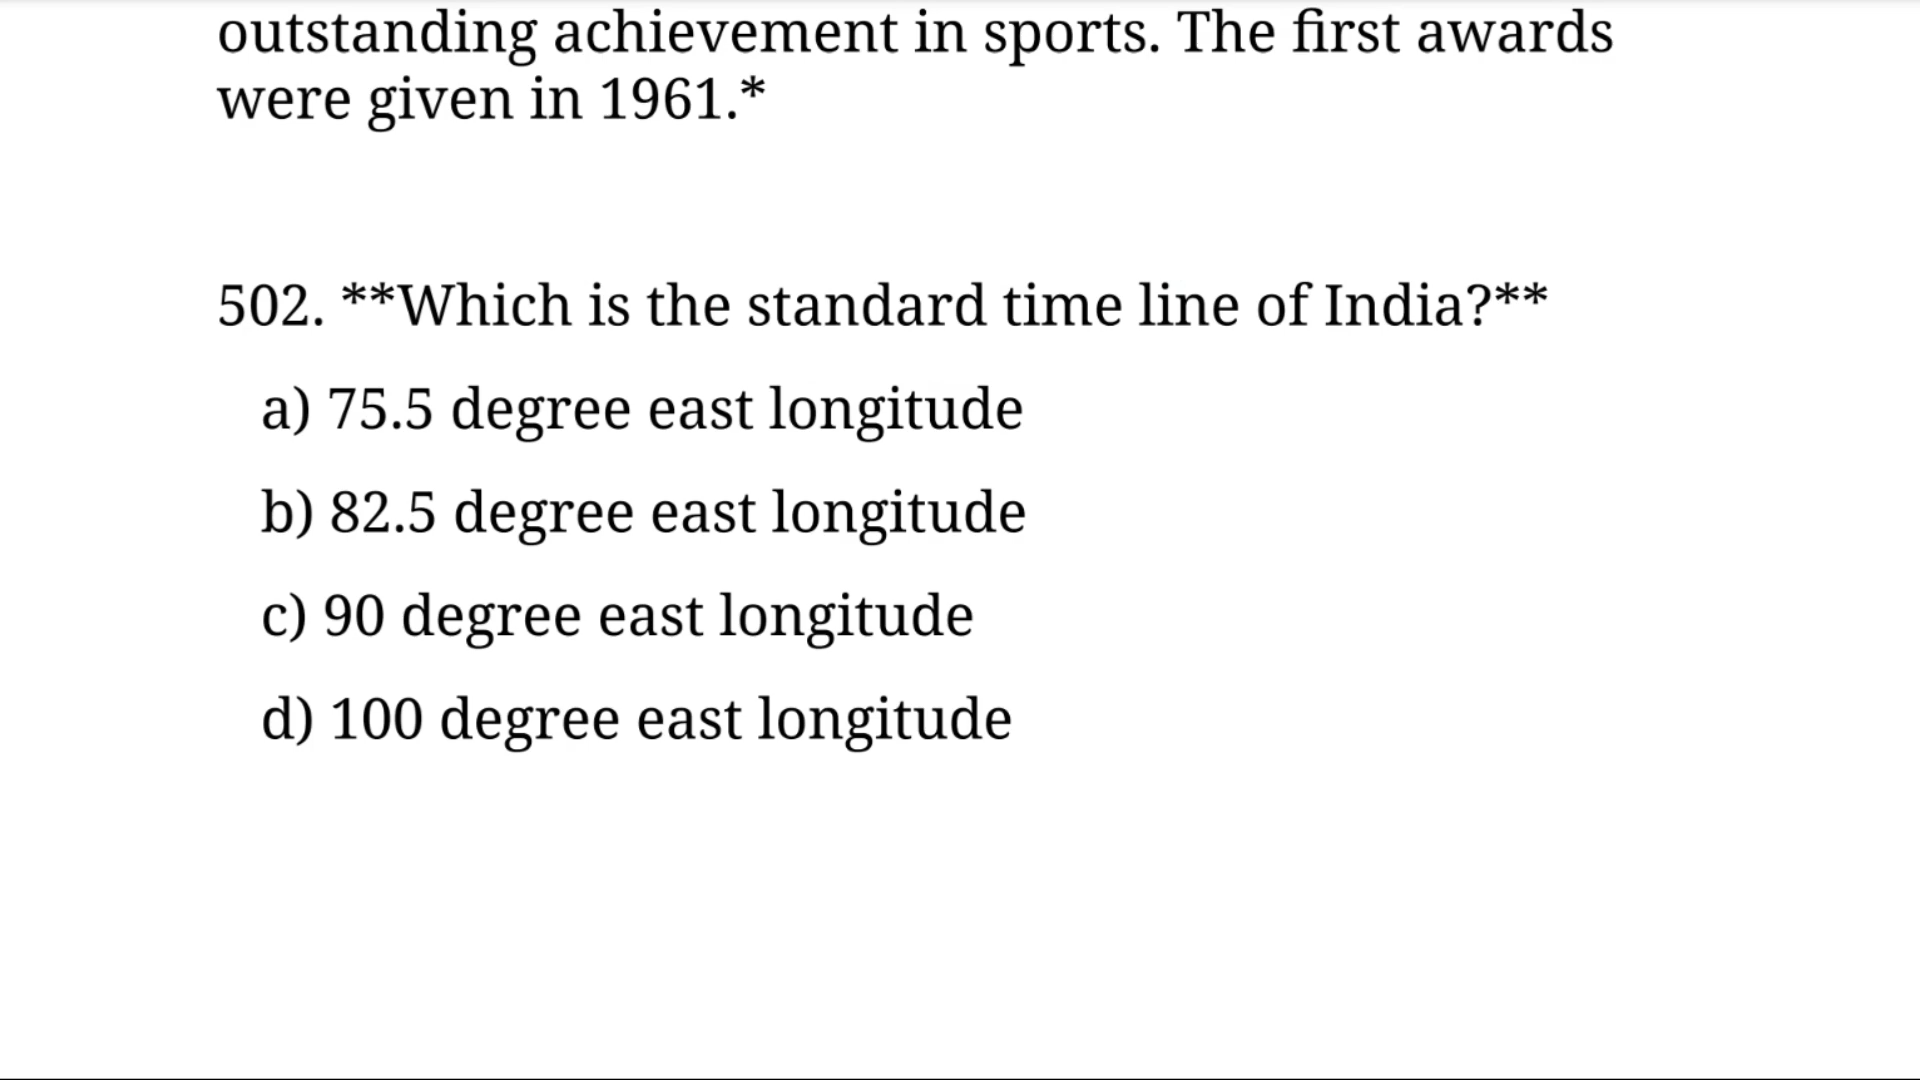 outstanding achievement in sports. The first awards
were given in 1961.*
502. **Which is the standard time line of India?**
a) 75.5 degree east longitude
b) 82.5 degree east longitude
c) 90 degree east longitude
d) 100 degree east longitude